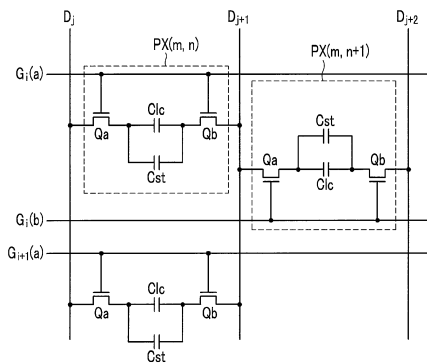 Dj Dj+1 Dj+2
PX(m, n) PX(m, n+1)
Gi(a)
Clc
Qa Qb
Cst
Cst
Qa Qb
Clc
Gi(b)
Gi+1(a)
Clc
Qa Qb
Cst